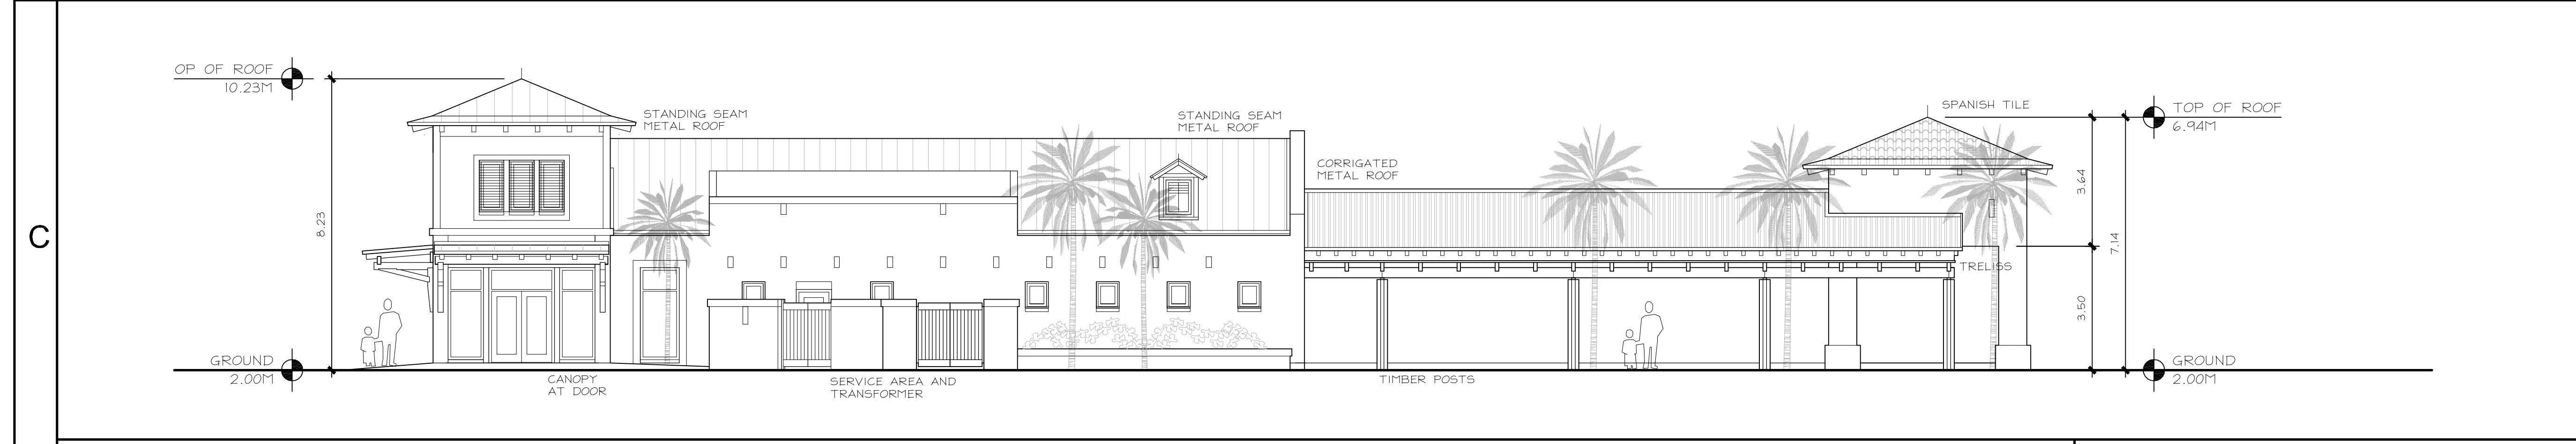 C
OP OF ROOF
10.23M
8.23
GROUND
2.00M
STANDING SEAM
METAL ROOF
CANOPY
AT DOOR
SERVICE AREA AND
TRANSFORMER
STANDING SEAM
METAL ROOF
CORRIGATED
METAL ROOF
TIMBER POSTS
SPANISH TILE
TRELISS
3.64
3.50
7.14
TOP OF ROOF
6.94M
GROUND
2.00M